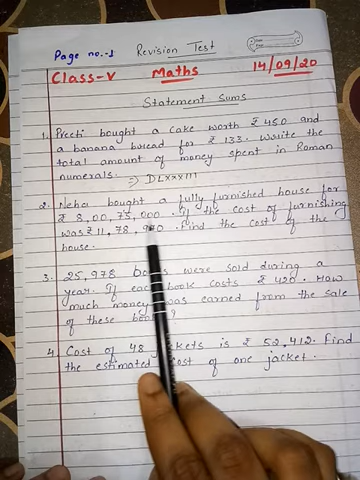 Page no.-1 Revision Test
Class-V Maths 14/09/20
Statement Sums
1. Preeti bought a cake worth ₹ 450 and
a banana bread for ₹ 133. Write the
total amount of money spent in Roman
numerals. ⇒ DLXXXIII
2. Neha bought a fully furnished house for
₹ 8,00,75,000. If the cost of furnishing
was ₹ 11,78,90. Find the cost of the
house.
3. 25,978 books were sold during a
year. If each book costs ₹ 420. How
much money was earned from the sale
of these books?
4. Cost of 48 jackets is ₹ 52,412. Find
the estimated cost of one jacket.